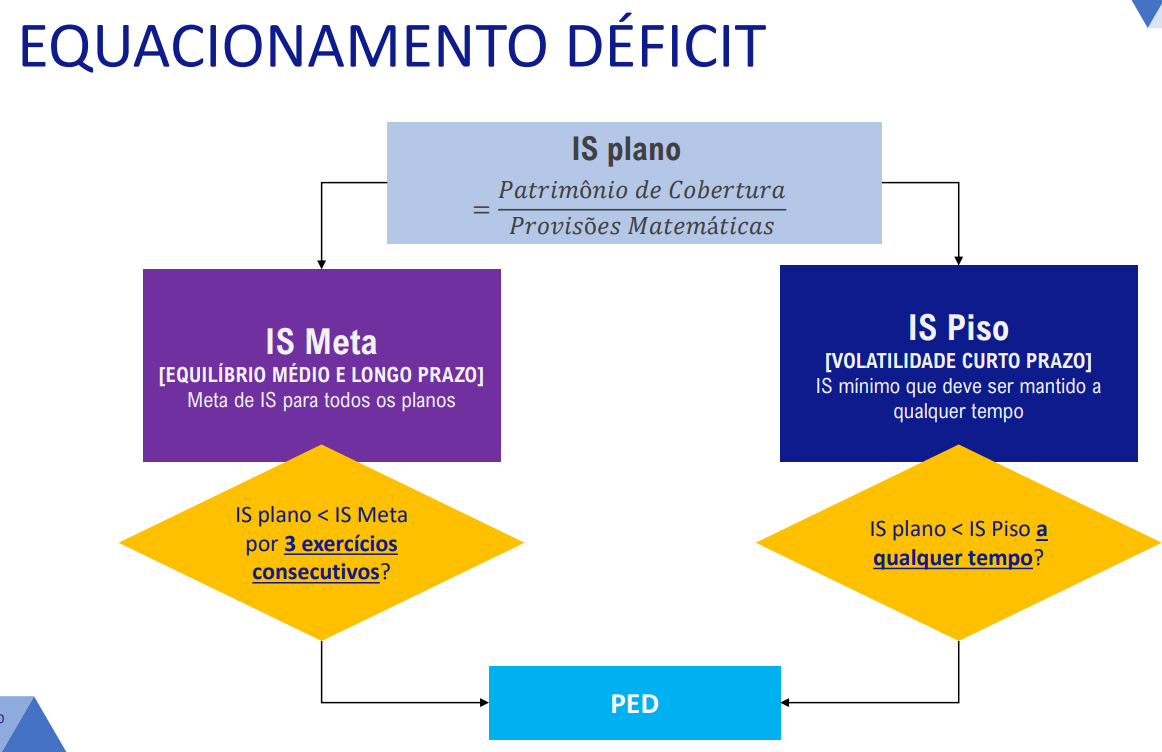 EQUACIONAMENTO DÉFICIT
IS plano
= Patrimônio de Cobertura
Provisões Matemáticas
IS Meta
[EQUILÍBRIO MÉDIO E LONGO PRAZO]
Meta de IS para todos os planos
IS Piso
[VOLATILIDADE CURTO PRAZO]
IS mínimo que deve ser mantido a
qualquer tempo
IS plano < IS Meta
por 3 exercícios
consecutivos?
IS plano < IS Piso a
qualquer tempo?
PED